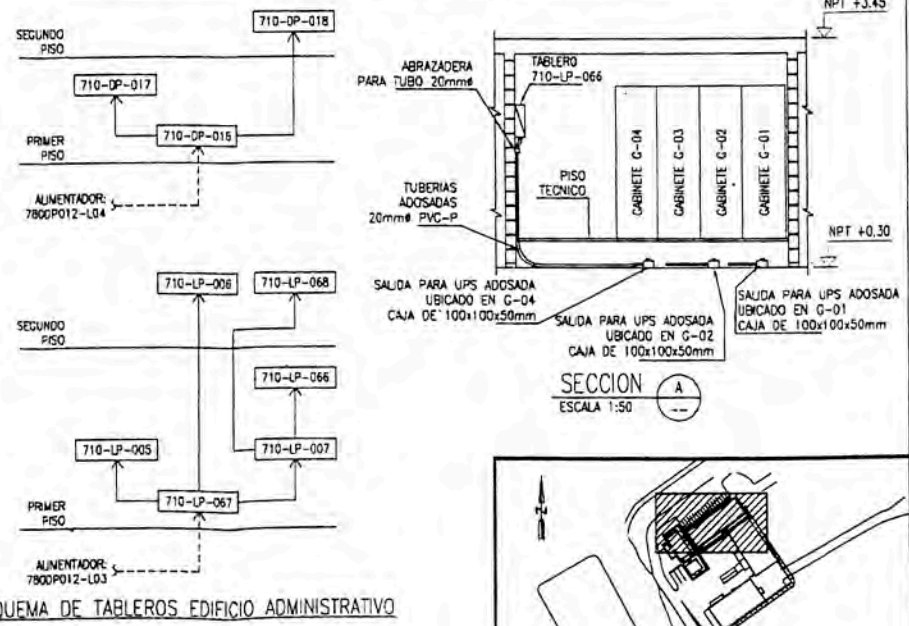 710-DP-018
SEGUNDO
PISO
710-DP-017
710-DP-016
PRIMER
PISO
ALIMENTADOR:
780DP012-L04
710-LP-006
710-LP-068
SEGUNDO
PISO
710-LP-066
710-LP-005
710-LP-007
710-LP-067
PRIMER
PISO
ALIMENTADOR:
780DP012-L03
QUEMA DE TABLEROS EDIFICIO ADMINISTRATIVO
NPT +3.45
ABRAZADERA
PARA TUBO 20mmø
TABLERO
710-LP-066
GABINETE G-04
GABINETE G-03
GABINETE G-02
GABINETE G-01
PISO
TECNICO
TUBERIAS
ADOSADAS
20mmø PVC-P
NPT +0.30
SALIDA PARA UPS ADOSADA
UBICADO EN G-04
CAJA DE 100x100x50mm
SALIDA PARA UPS ADOSADA
UBICADO EN G-02
CAJA DE 100x100x50mm
SALIDA PARA UPS ADOSADA
UBICADO EN G-01
CAJA DE 100x100x50mm
SECCION A
ESCALA 1:50 --
N